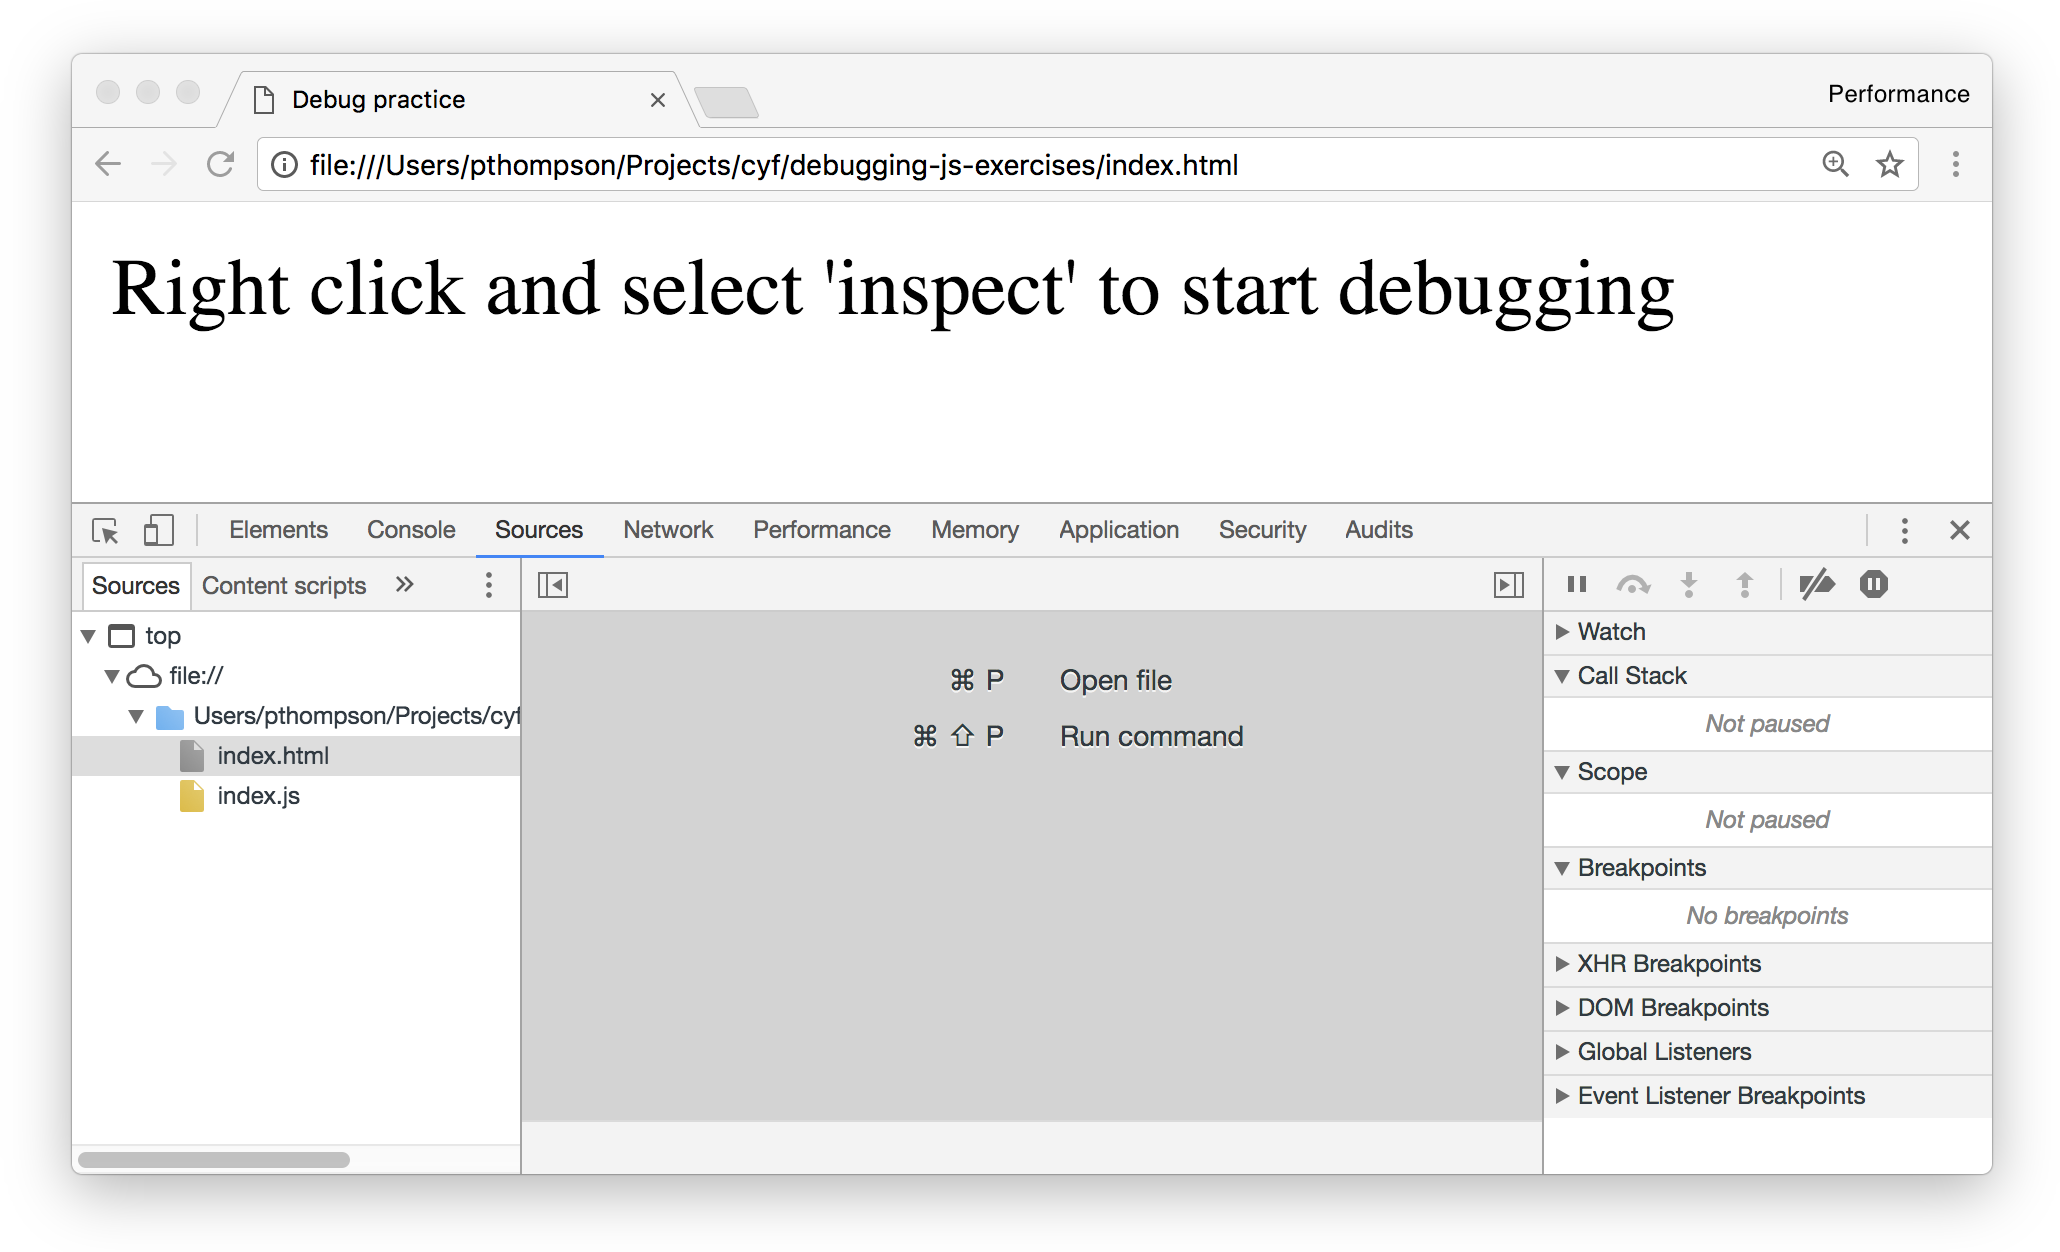 Debug practice
Performance
file:///Users/pthompson/Projects/cyf/debugging-js-exercises/index.html
Right click and select 'inspect' to start debugging
Elements Console Sources Network Performance Memory Application Security Audits
Sources Content scripts »
top
file://
Users/pthompson/Projects/cyf
index.html
index.js
⌘ P Open file
⌘ ⇧ P Run command
Watch
Call Stack
Not paused
Scope
Not paused
Breakpoints
No breakpoints
XHR Breakpoints
DOM Breakpoints
Global Listeners
Event Listener Breakpoints